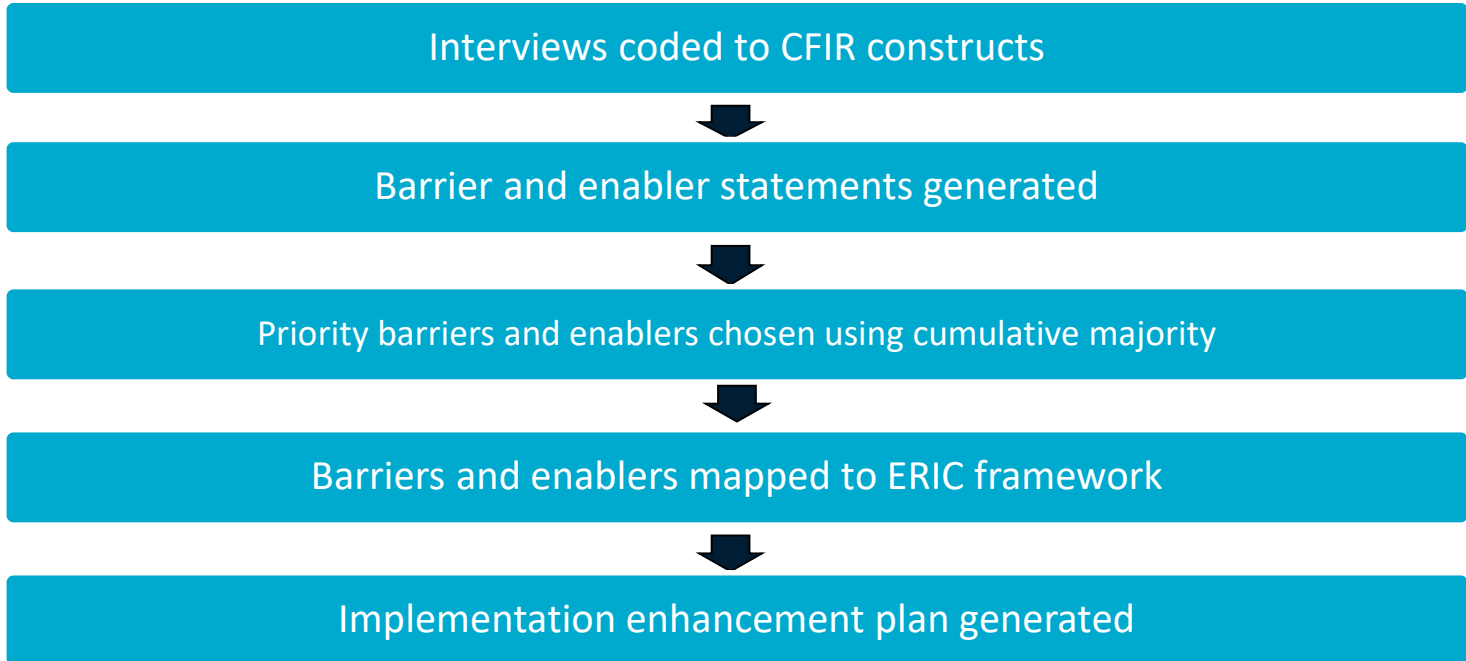 Interviews coded to CFIR constructs
Barrier and enabler statements generated
Priority barriers and enablers chosen using cumulative majority
Barriers and enablers mapped to ERIC framework
Implementation enhancement plan generated